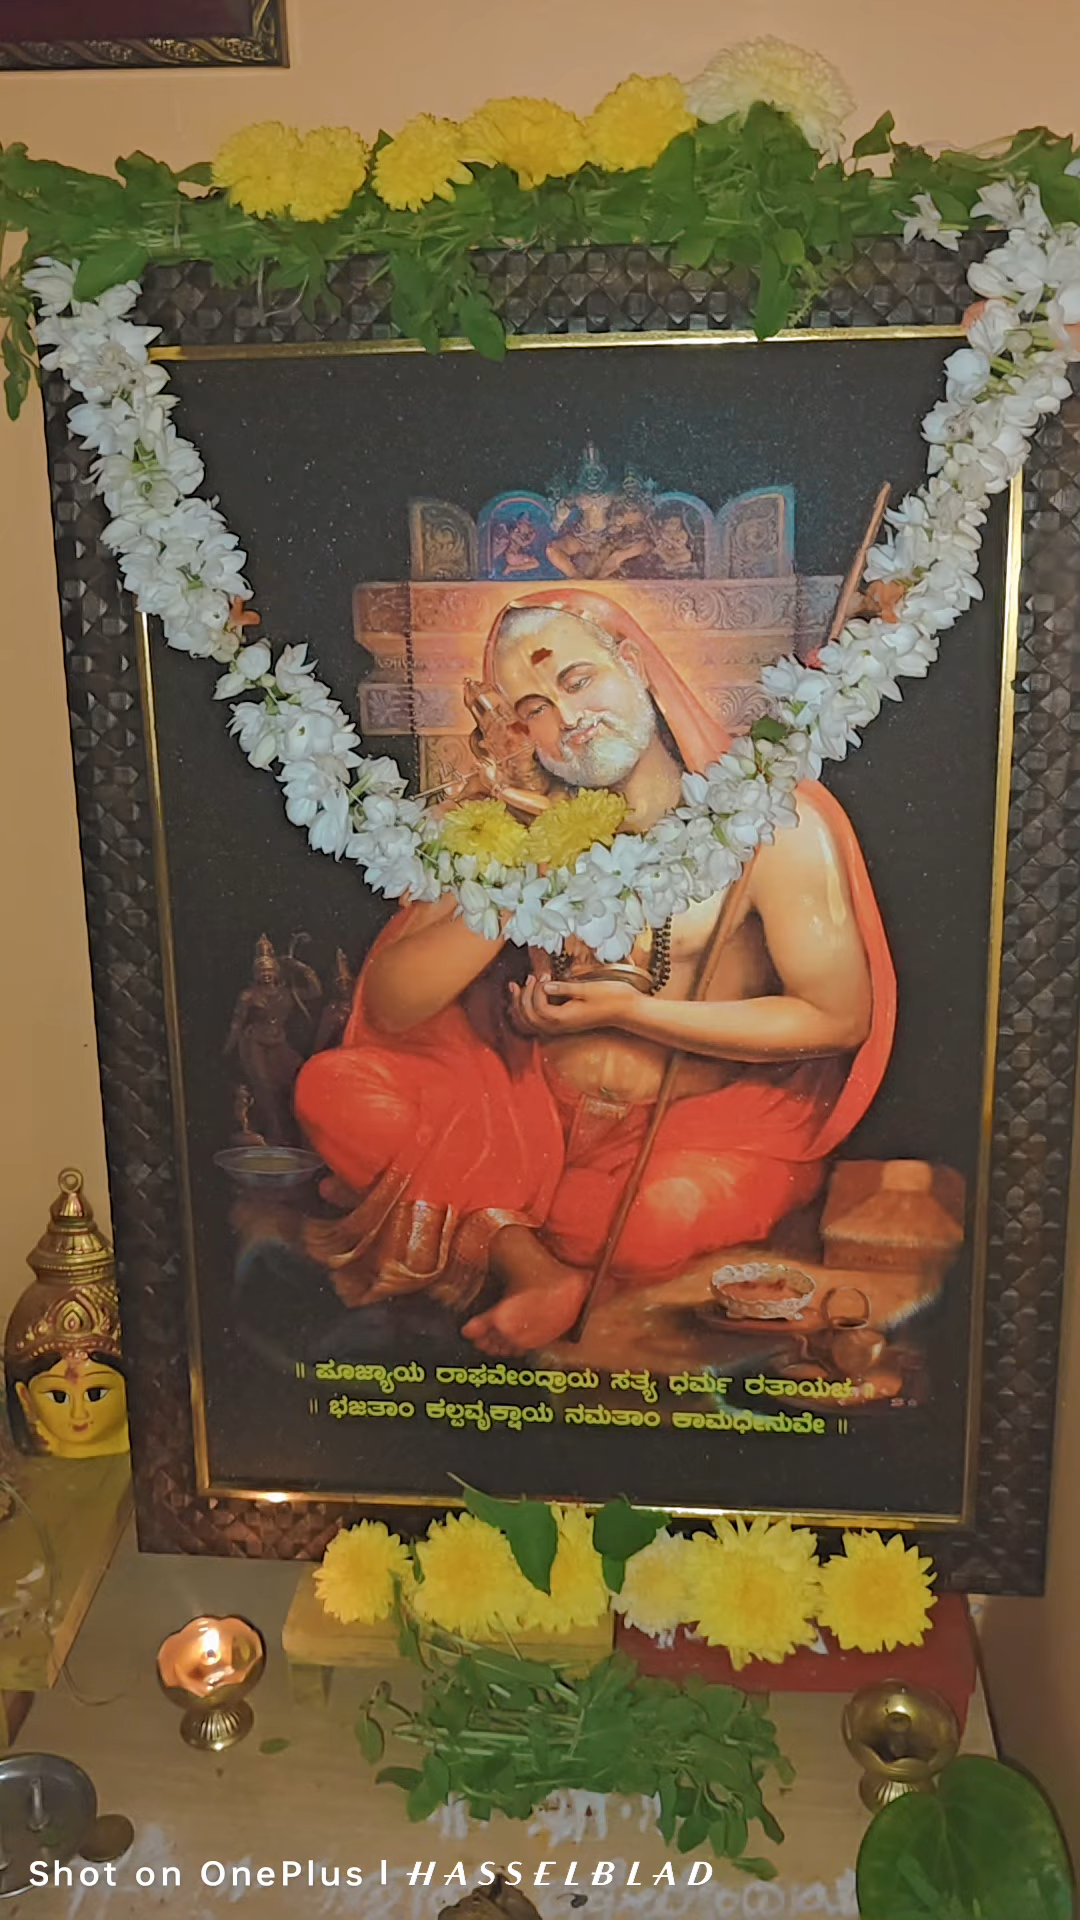 ॥ ಪೂಜ್ಯಾಯ ರಾಘವೇಂದ್ರಾಯ ಸತ್ಯ ಧರ್ಮ ರತಾಯಚ ॥
॥ ಭಜತಾಂ ಕಲ್ಪವೃಕ್ಷಾಯ ನಮತಾಂ ಕಾಮಧೇನುವೇ ॥
Shot on OnePlus | HASSELBLAD